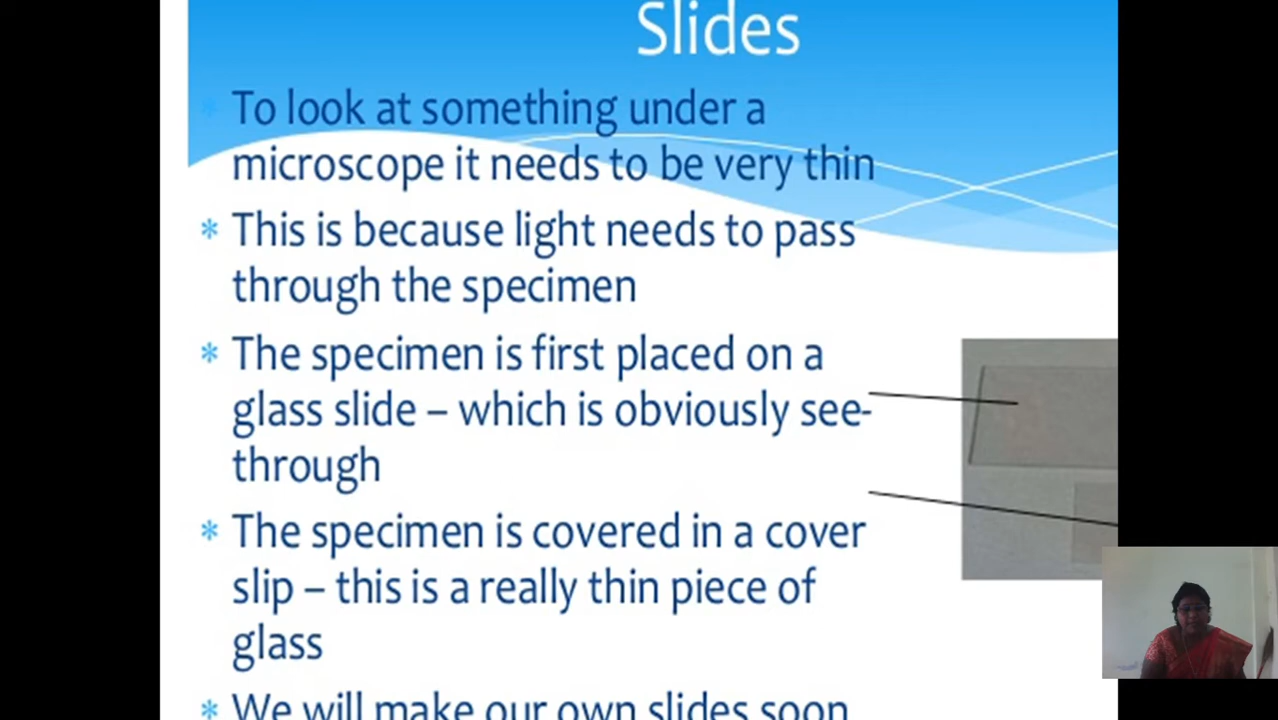 Slides
* To look at something under a
microscope it needs to be very thin
* This is because light needs to pass
through the specimen
* The specimen is first placed on a
glass slide – which is obviously see-
through
* The specimen is covered in a cover
slip – this is a really thin piece of
glass
* We will make our own slides soon